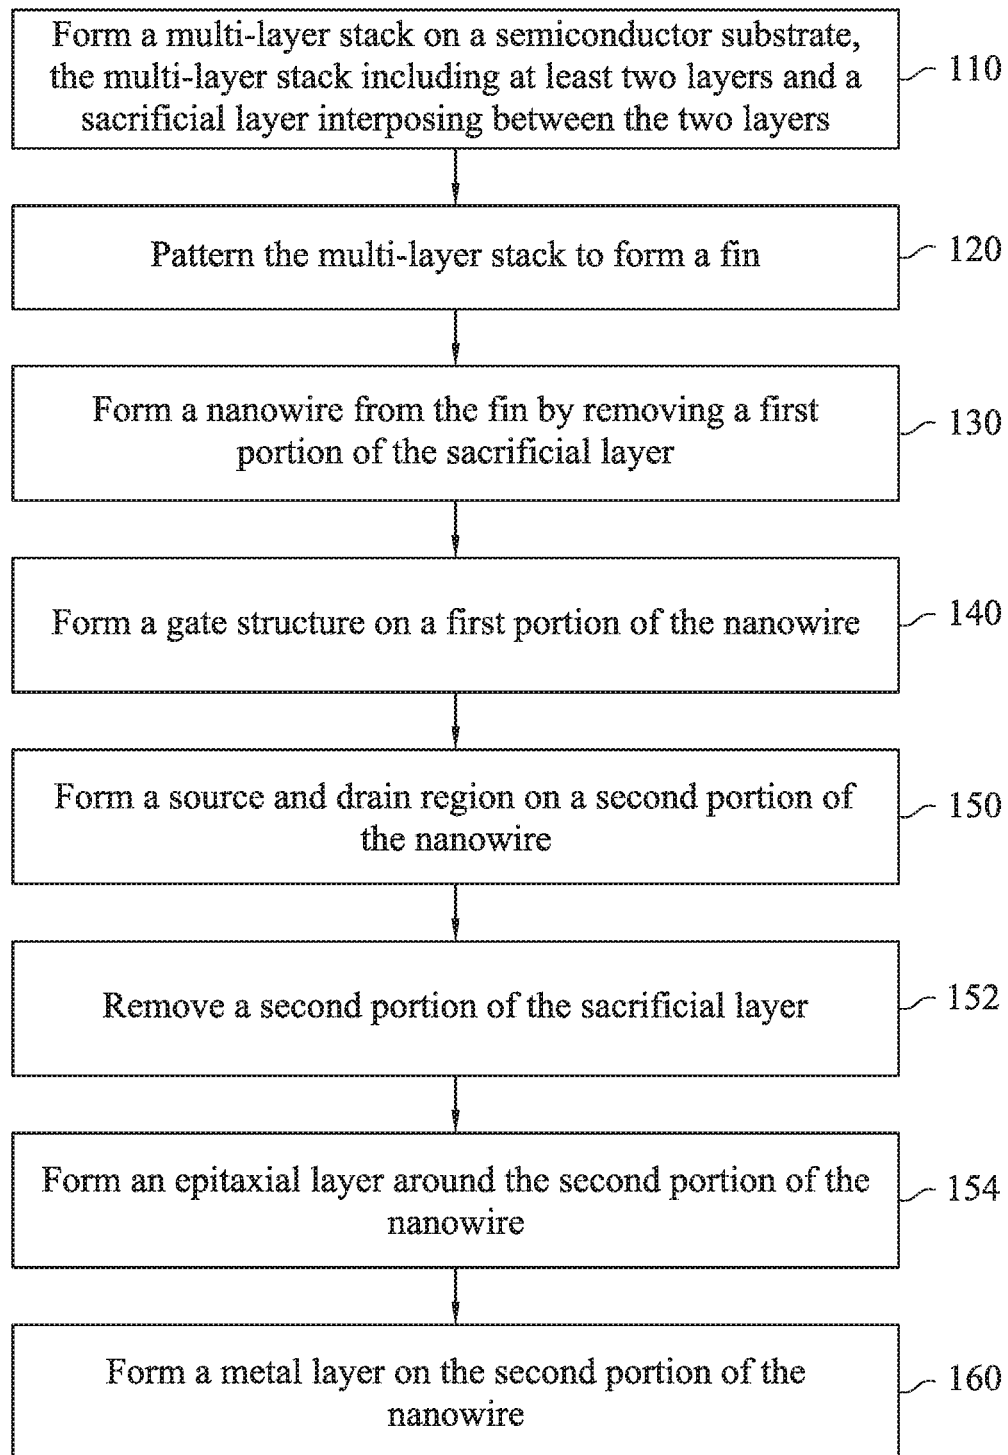 Form a multi-layer stack on a semiconductor substrate,
the multi-layer stack including at least two layers and a
sacrificial layer interposing between the two layers
110
Pattern the multi-layer stack to form a fin
120
Form a nanowire from the fin by removing a first
portion of the sacrificial layer
130
Form a gate structure on a first portion of the nanowire
140
Form a source and drain region on a second portion of
the nanowire
150
Remove a second portion of the sacrificial layer
152
Form an epitaxial layer around the second portion of the
nanowire
154
Form a metal layer on the second portion of the
nanowire
160